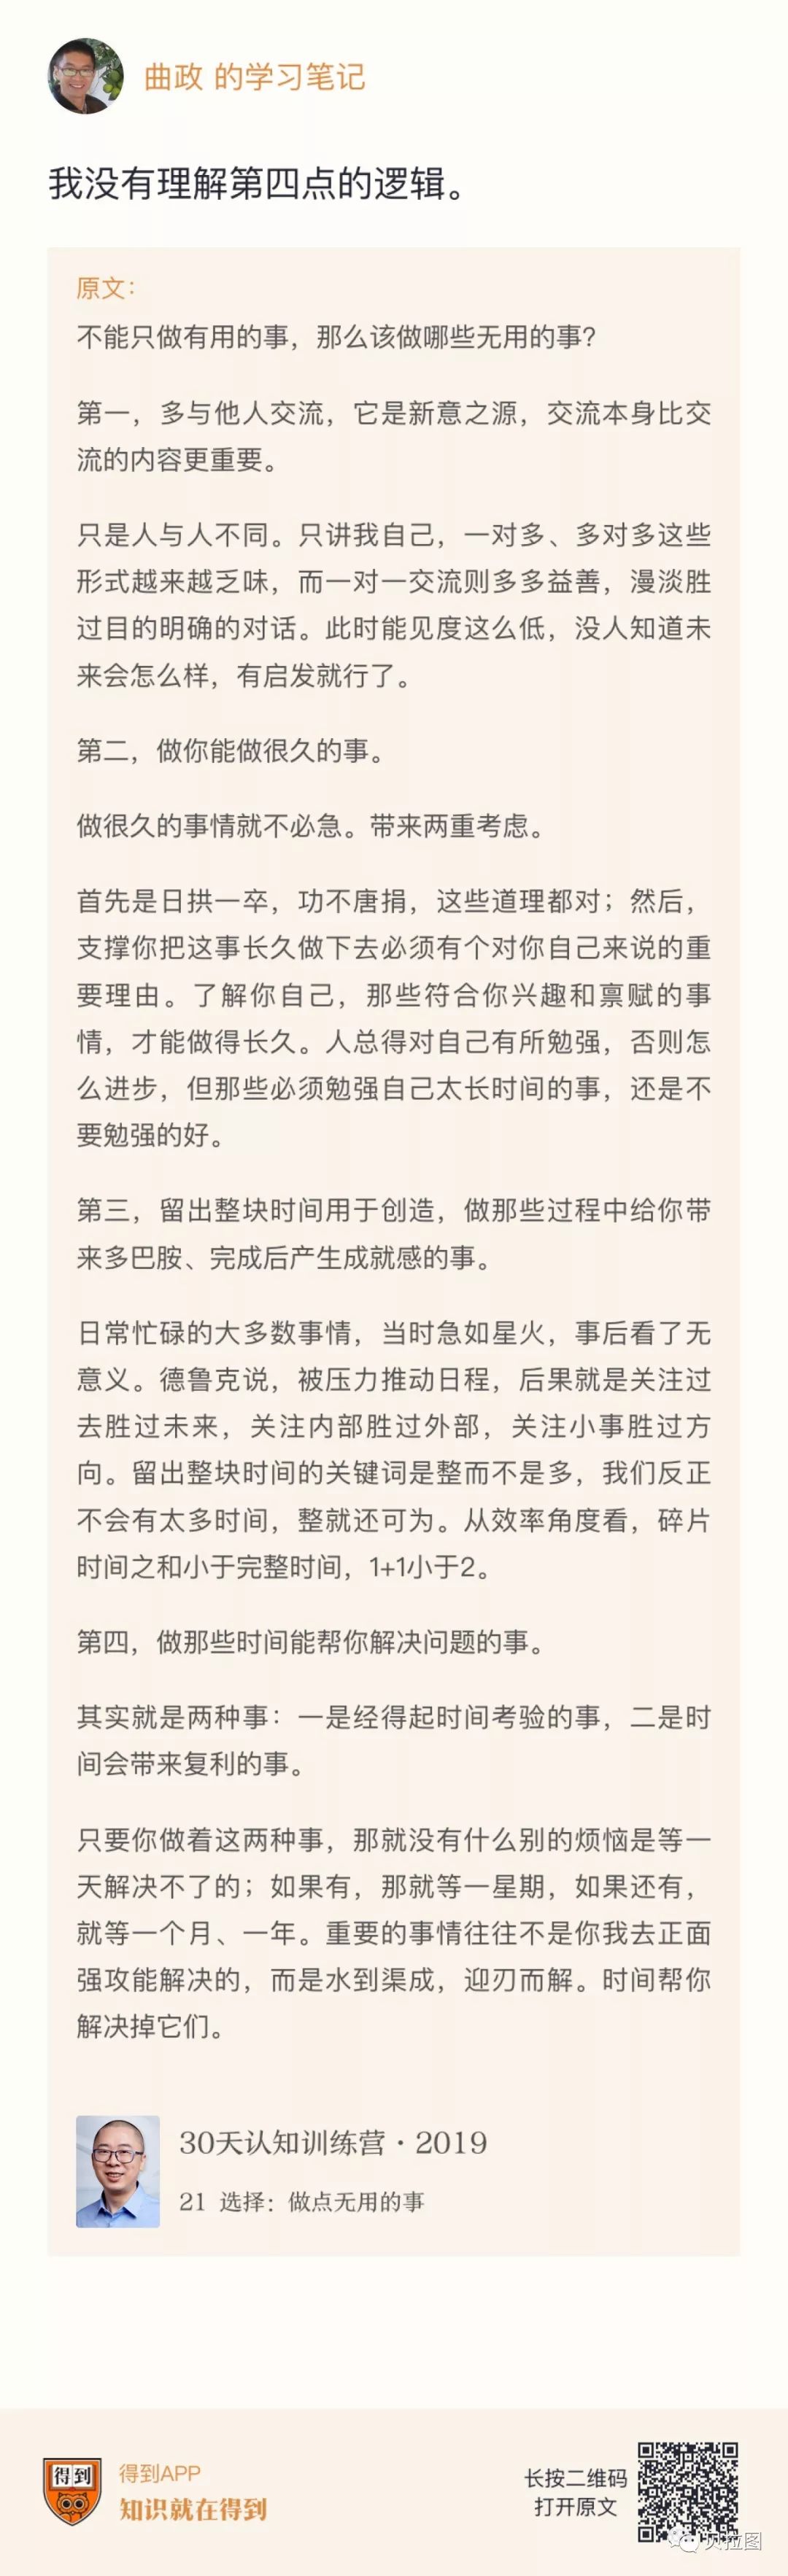 曲政 的学习笔记
我没有理解第四点的逻辑。
原文：
不能只做有用的事，那么该做哪些无用的事？
第一，多与他人交流，它是新意之源，交流本身比交
流的内容更重要。
只是人与人不同。只讲我自己，一对多、多对多这些
形式越来越乏味，而一对一交流则多多益善，漫谈胜
过目的明确的对话。此时能见度这么低，没人知道未
来会怎么样，有启发就行了。
第二，做你能做很久的事。
做很久的事情就不必急。带来两重考虑。
首先是日拱一卒，功不唐捐，这些道理都对；然后，
支撑你把这事长久做下去必须有个对你自己来说的重
要理由。了解你自己，那些符合你兴趣和禀赋的事
情，才能做得长久。人总得对自己有所勉强，否则怎
么进步，但那些必须勉强自己太长时间的事，还是不
要勉强的好。
第三，留出整块时间用于创造，做那些过程中给你带
来多巴胺、完成后产生成就感的事。
日常忙碌的大多数事情，当时急如星火，事后看了无
意义。德鲁克说，被压力推动日程，后果就是关注过
去胜过未来，关注内部胜过外部，关注小事胜过方
向。留出整块时间的关键词是整而不是多，我们反正
不会有太多时间，整就还可为。从效率角度看，碎片
时间之和小于完整时间，1+1小于2。
第四，做那些时间能帮你解决问题的事。
其实就是两种事：一是经得起时间考验的事，二是时
间会带来复利的事。
只要你做着这两种事，那就没有什么别的烦恼是等一
天解决不了的；如果有，那就等一星期，如果还有，
就等一个月、一年。重要的事情往往不是你我去正面
强攻能解决的，而是水到渠成，迎刃而解。时间帮你
解决掉它们。
30天认知训练营·2019
21 选择：做点无用的事
得到
得到APP
知识就在得到
长按二维码
打开原文
贝拉图